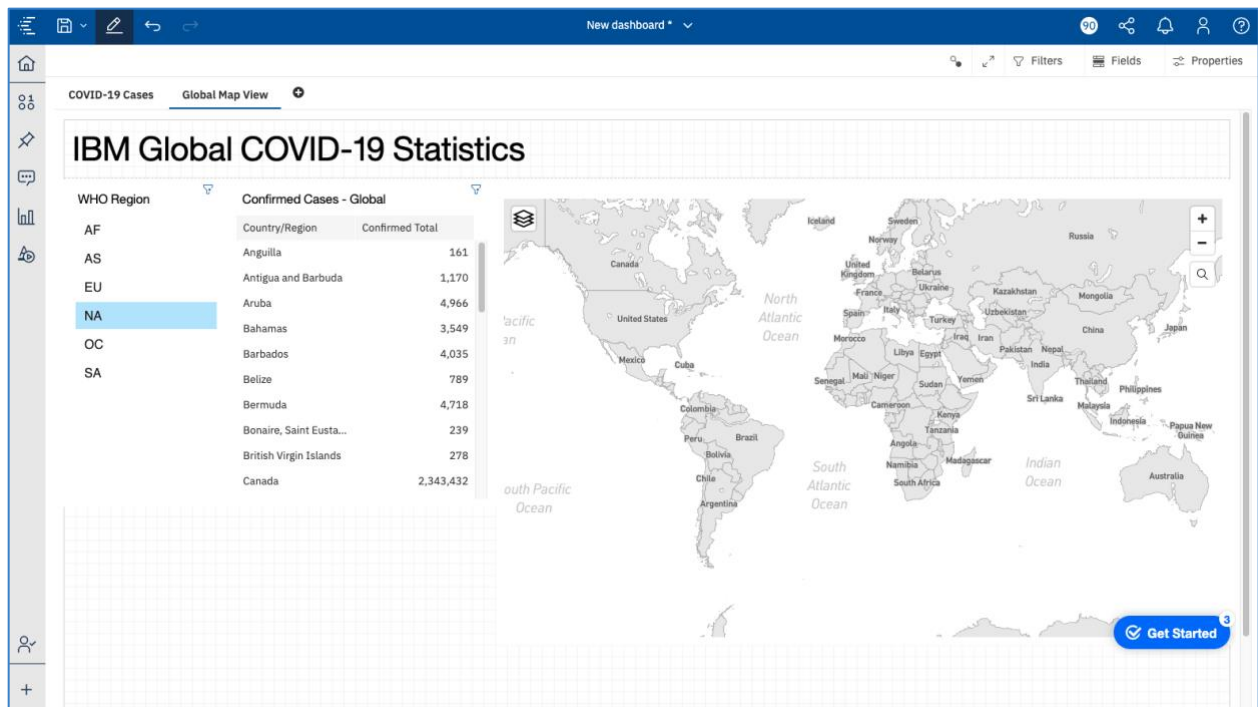 New dashboard *
90
Filters
Fields
Properties
COVID-19 Cases
Global Map View
IBM Global COVID-19 Statistics
WHO Region
AF
AS
EU
NA
OC
SA
Confirmed Cases - Global
Country/Region Confirmed Total
Anguilla 161
Antigua and Barbuda 1,170
Aruba 4,966
Bahamas 3,549
Barbados 4,035
Belize 789
Bermuda 4,718
Bonaire, Saint Eusta... 239
British Virgin Islands 278
Canada 2,343,432
Iceland
Sweden
Norway
Russia
Canada
United
Kingdom
Belarus
Ukraine
France
Kazakhstan
Mongolia
North
Atlantic
Ocean
United States
Spain
Italy
Turkey
Uzbekistan
China
Japan
Morocco
Iraq
Iran
Pakistan
Nepal
Libya
Egypt
India
Mexico
Cuba
Senegal
Mali
Niger
Sudan
Yemen
Thailand
Philippines
Sri Lanka
Malaysia
Cameroon
Kenya
Colombia
Indonesia
Papua New
Guinea
Tanzania
Peru
Brazil
Angola
Bolivia
Madagascar
Namibia
South
Atlantic
Ocean
Indian
Ocean
Chile
South Africa
Australia
Argentina
outh Pacific
Ocean
+
−
3
Get Started